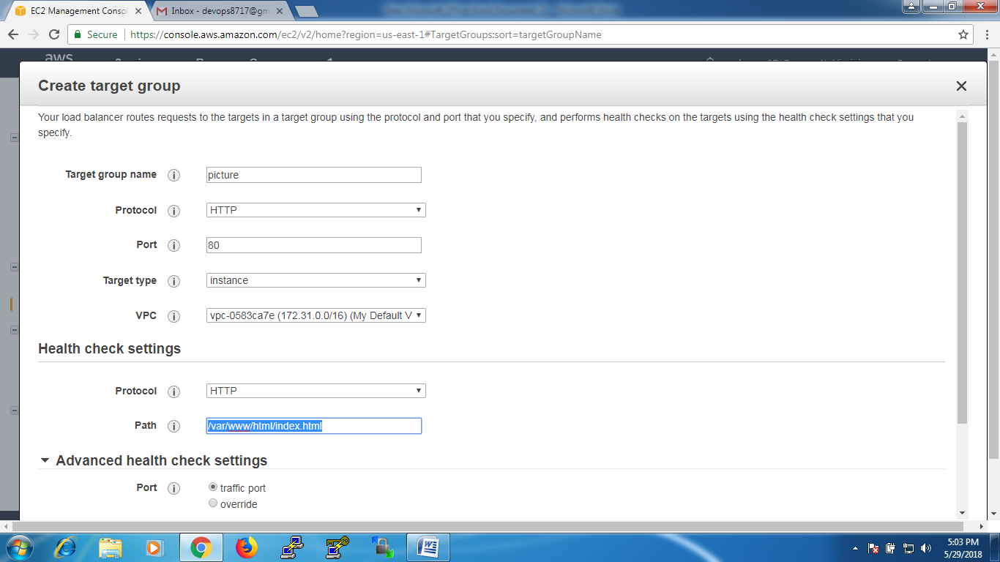 EC2 Management Conso
Inbox - devops8717@gm
Secure
https://console.aws.amazon.com/ec2/v2/home?region=us-east-1#TargetGroups:sort=targetGroupName
aws
Create target group
Your load balancer routes requests to the targets in a target group using the protocol and port that you specify, and performs health checks on the targets using the health check settings that you
specify.
Target group name i picture
Protocol i HTTP
Port i 80
Target type i instance
VPC i vpc-0583ca7e (172.31.0.0/16) (My Default V
Health check settings
Protocol i HTTP
Path i /var/www/html/index.html
Advanced health check settings
Port i traffic port
override
5:03 PM
5/29/2018